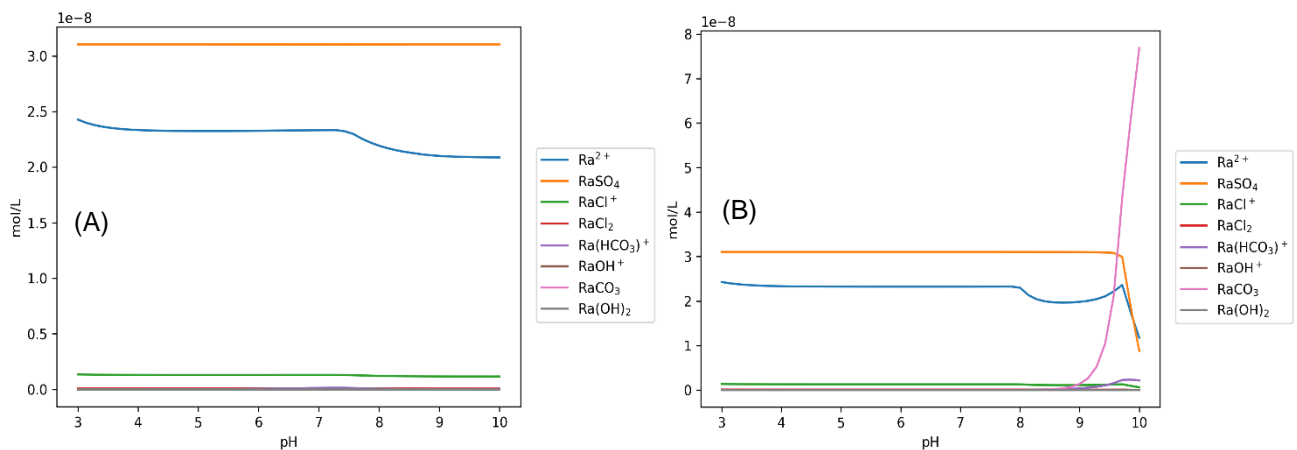 1e−8
3.0
2.5
2.0
1.5
1.0
0.5
0.0
mol/L
(A)
3 4 5 6 7 8 9 10
pH
Ra²⁺
RaSO₄
RaCl⁺
RaCl₂
Ra(HCO₃)⁺
RaOH⁺
RaCO₃
Ra(OH)₂
1e−8
8
7
6
5
4
3
2
1
0
mol/L
(B)
3 4 5 6 7 8 9 10
pH
Ra²⁺
RaSO₄
RaCl⁺
RaCl₂
Ra(HCO₃)⁺
RaOH⁺
RaCO₃
Ra(OH)₂